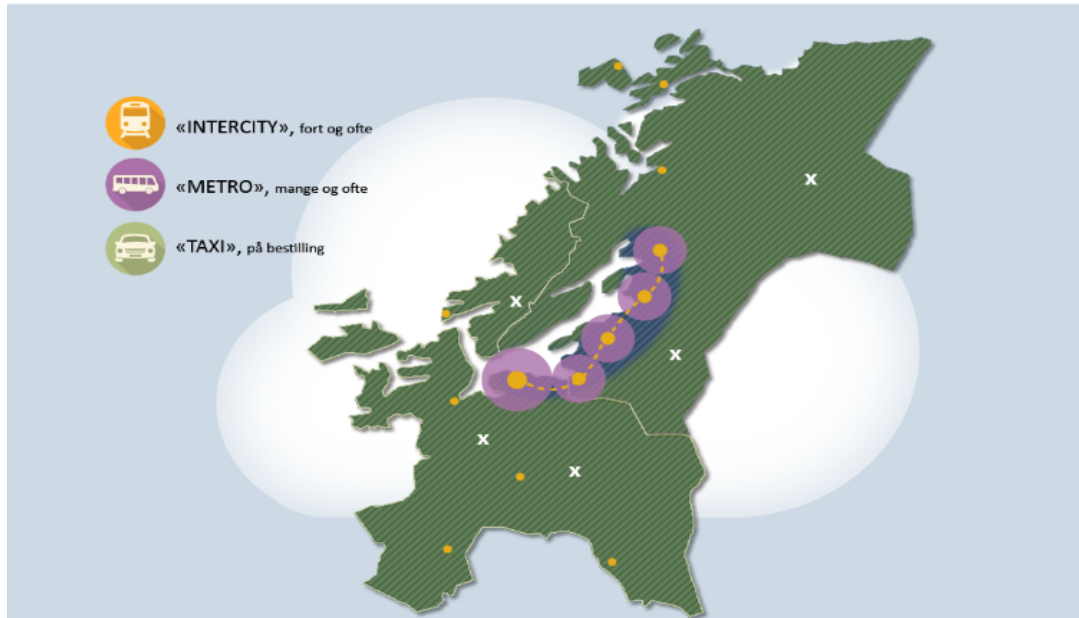 «INTERCITY», fort og ofte
«METRO», mange og ofte
«TAXI», på bestilling
x
x
x
x
x